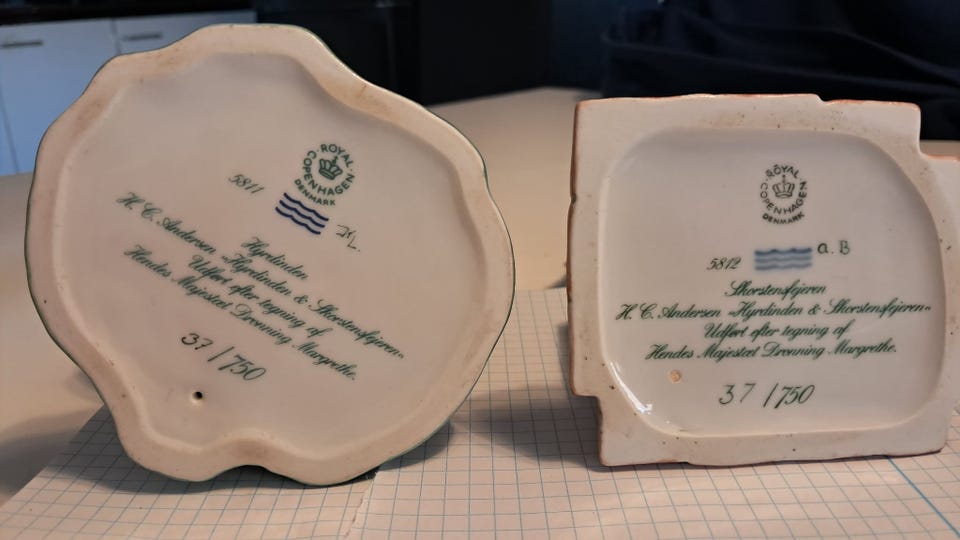 ROYAL
COPENHAGEN
DENMARK
5811
Hyrdinden
H. C. Andersen »Hyrdinden & Skorstensfejeren«
Udført efter tegning af
Hendes Majestæt Dronning Margrethe.
37/750
ROYAL
COPENHAGEN
DENMARK
5812
a.B
Skorstensfejeren
H. C. Andersen »Hyrdinden & Skorstensfejeren«
Udført efter tegning af
Hendes Majestæt Dronning Margrethe.
37/750